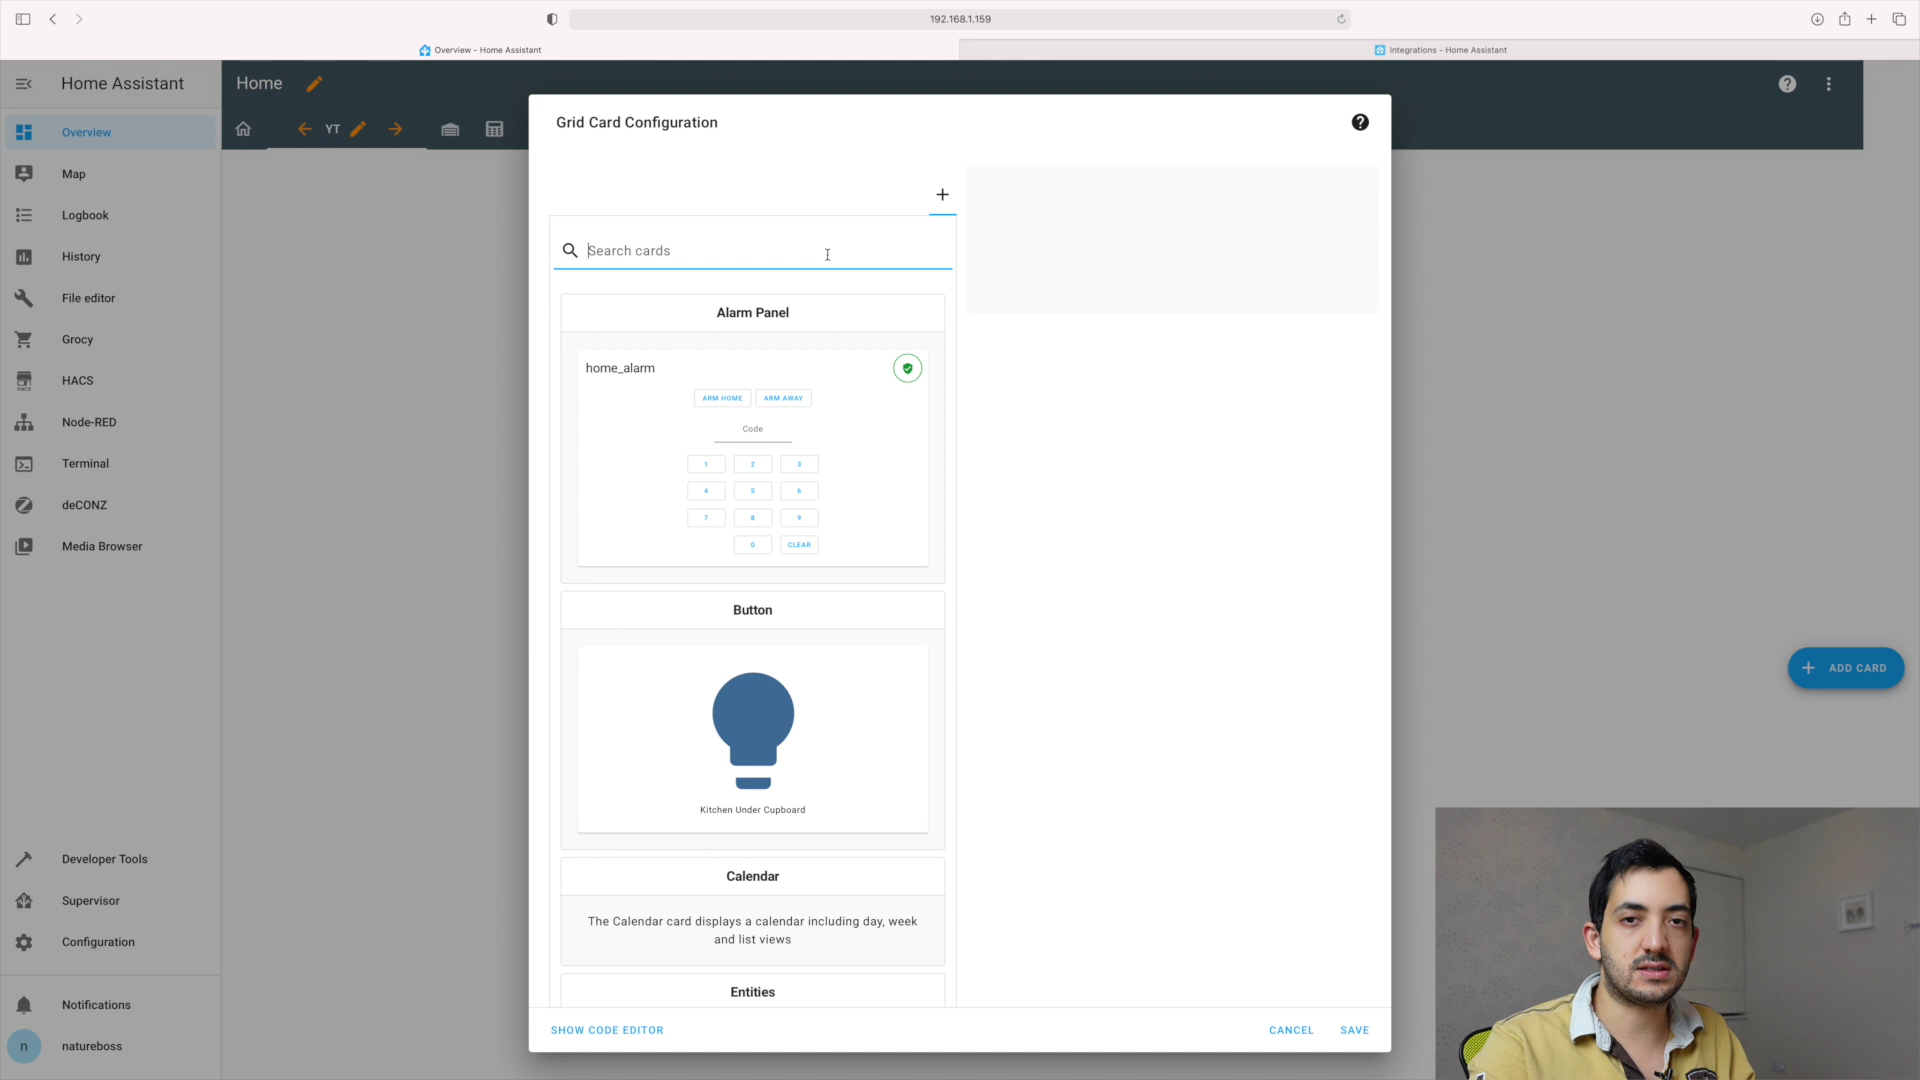 192.168.1.159
Overview - Home Assistant
Integrations - Home Assistant
Home Assistant
Home
YT
Overview
Map
Logbook
History
File editor
Grocy
HACS
HACS
Node-RED
Terminal
deCONZ
Media Browser
Developer Tools
Supervisor
Configuration
Notifications
n
natureboss
Grid Card Configuration
Search cards
Alarm Panel
home_alarm
ARM HOME
ARM AWAY
Code
1 2 3
4 5 6
7 8 9
0 CLEAR
Button
Kitchen Under Cupboard
Calendar
The Calendar card displays a calendar including day, week
and list views
Entities
SHOW CODE EDITOR
CANCEL
SAVE
ADD CARD